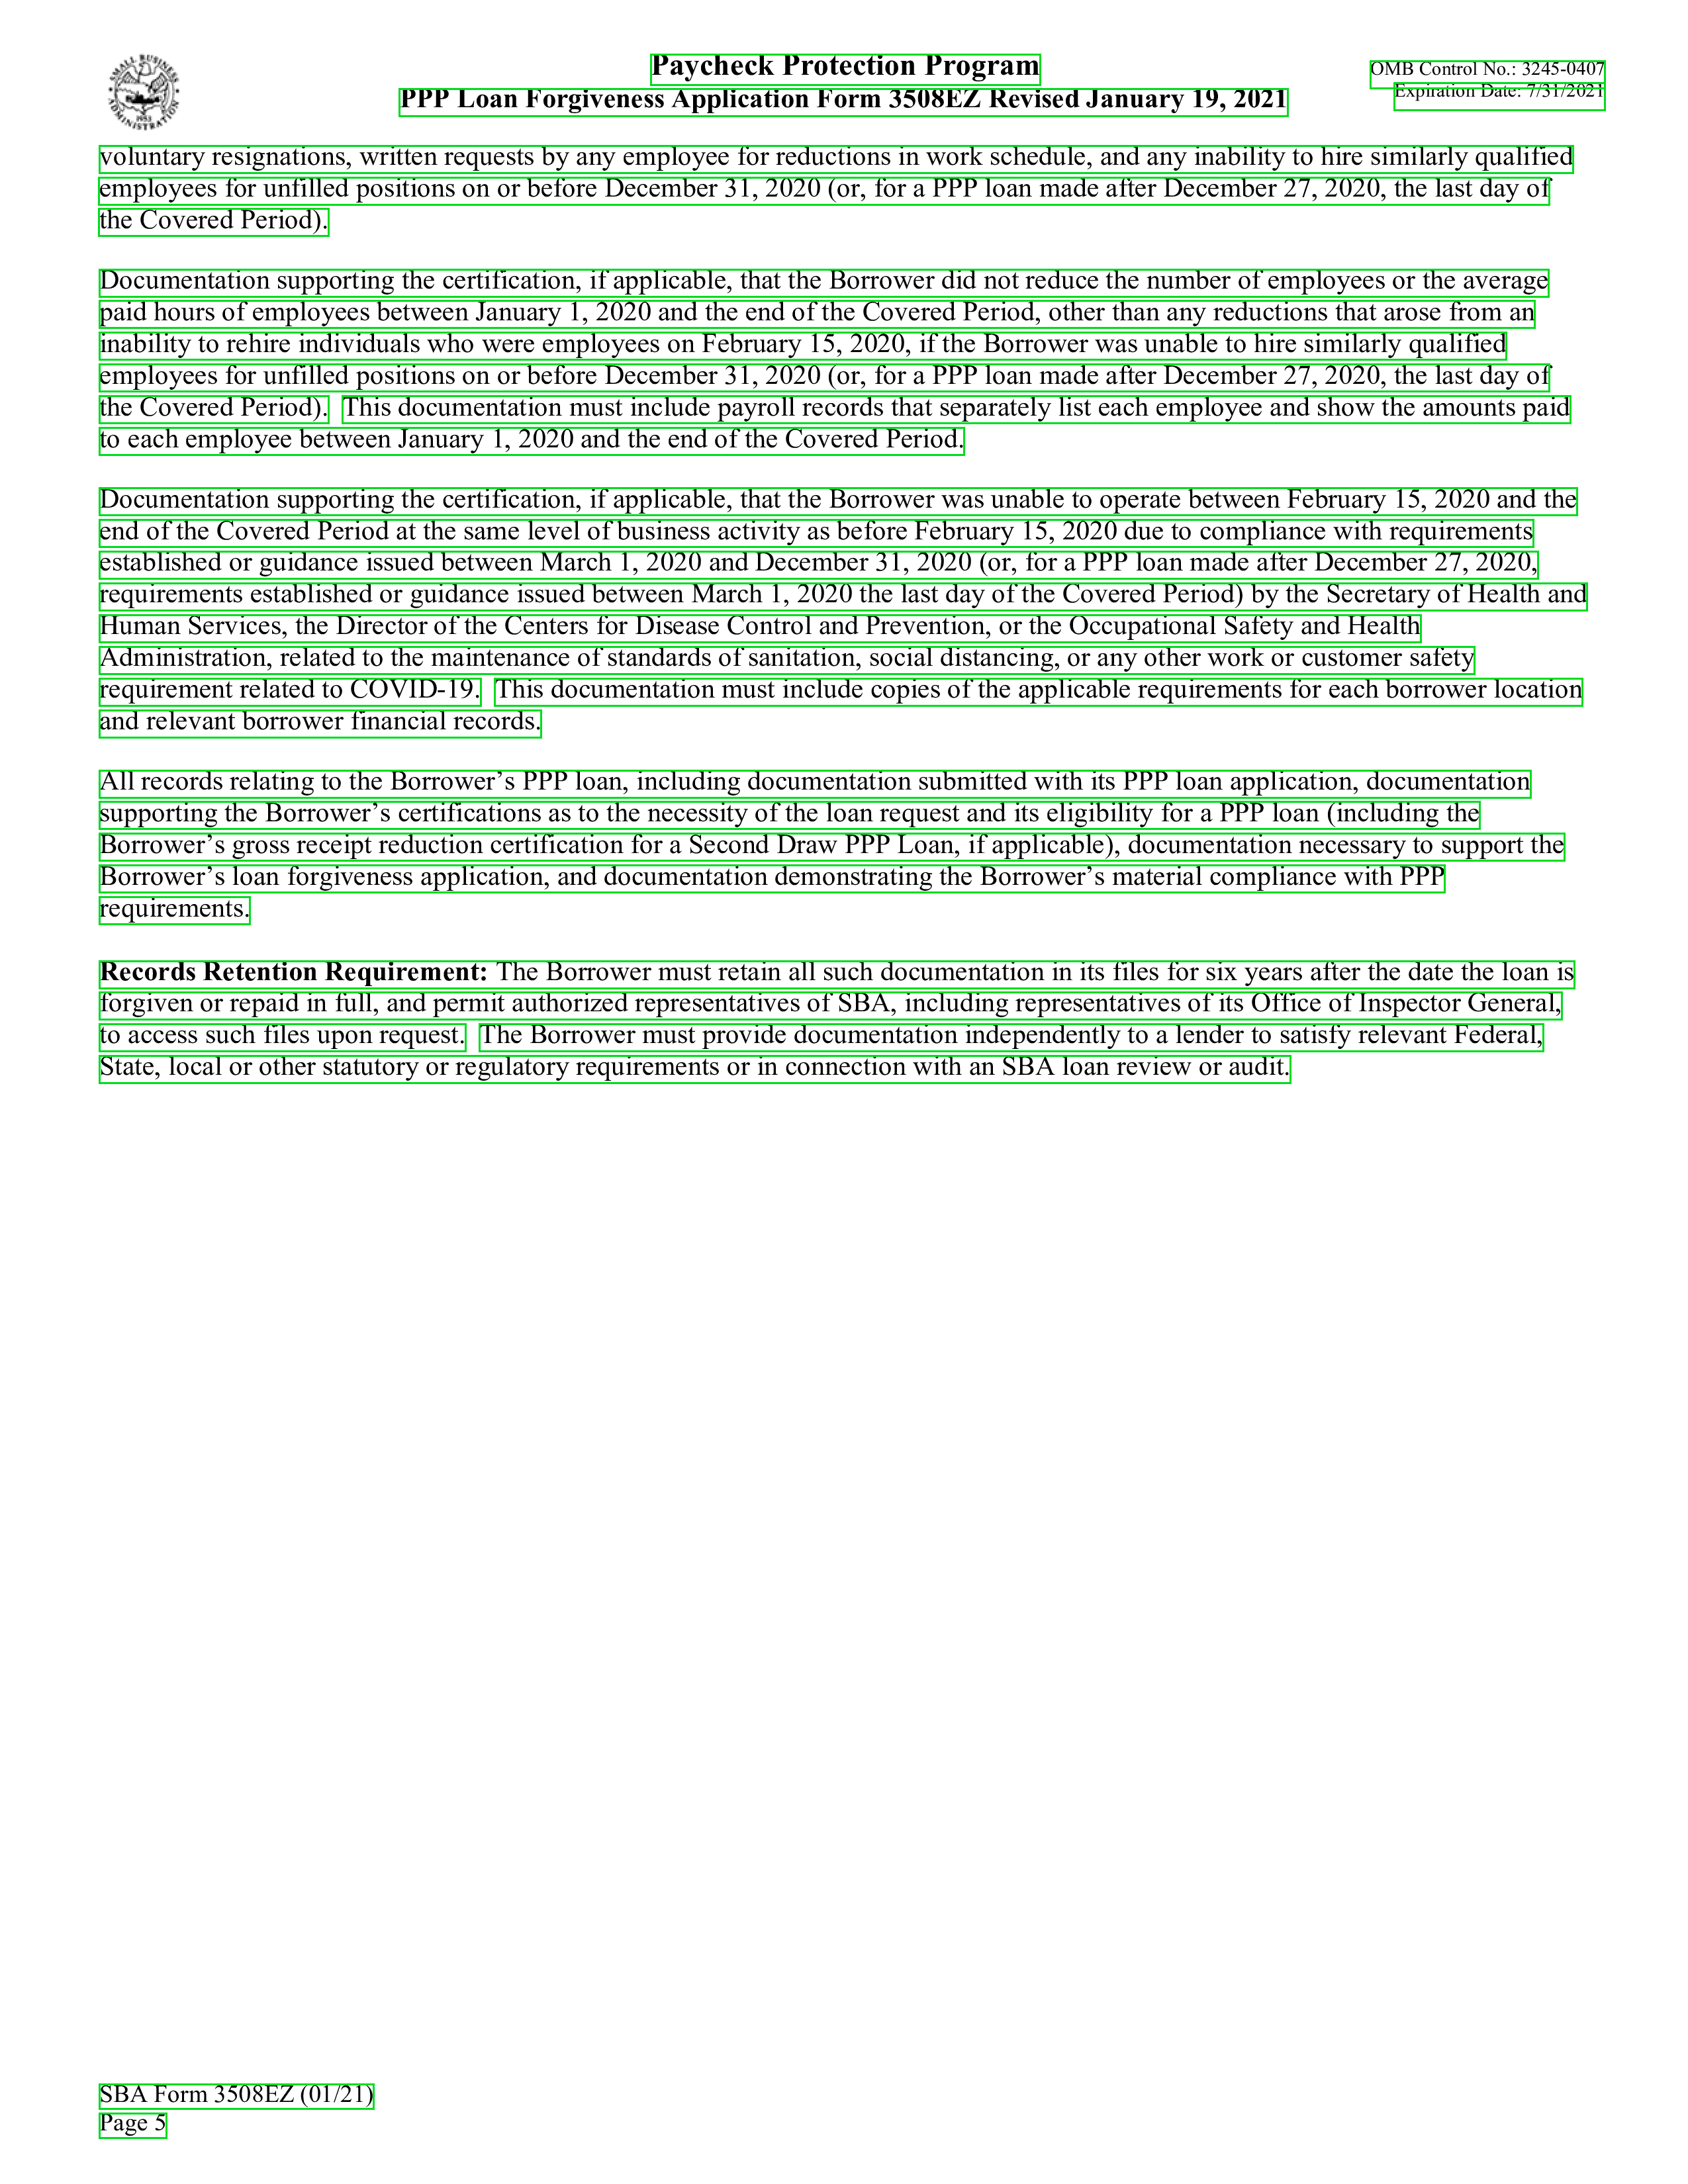 SMALL BUSINESS ADMINISTRATION
1953
Paycheck Protection Program
PPP Loan Forgiveness Application Form 3508EZ Revised January 19, 2021
OMB Control No.: 3245-0407
Expiration Date: 7/31/2021
voluntary resignations, written requests by any employee for reductions in work schedule, and any inability to hire similarly qualified
employees for unfilled positions on or before December 31, 2020 (or, for a PPP loan made after December 27, 2020, the last day of
the Covered Period).
Documentation supporting the certification, if applicable, that the Borrower did not reduce the number of employees or the average
paid hours of employees between January 1, 2020 and the end of the Covered Period, other than any reductions that arose from an
inability to rehire individuals who were employees on February 15, 2020, if the Borrower was unable to hire similarly qualified
employees for unfilled positions on or before December 31, 2020 (or, for a PPP loan made after December 27, 2020, the last day of
the Covered Period). This documentation must include payroll records that separately list each employee and show the amounts paid
to each employee between January 1, 2020 and the end of the Covered Period.
Documentation supporting the certification, if applicable, that the Borrower was unable to operate between February 15, 2020 and the
end of the Covered Period at the same level of business activity as before February 15, 2020 due to compliance with requirements
established or guidance issued between March 1, 2020 and December 31, 2020 (or, for a PPP loan made after December 27, 2020,
requirements established or guidance issued between March 1, 2020 the last day of the Covered Period) by the Secretary of Health and
Human Services, the Director of the Centers for Disease Control and Prevention, or the Occupational Safety and Health
Administration, related to the maintenance of standards of sanitation, social distancing, or any other work or customer safety
requirement related to COVID-19. This documentation must include copies of the applicable requirements for each borrower location
and relevant borrower financial records.
All records relating to the Borrower’s PPP loan, including documentation submitted with its PPP loan application, documentation
supporting the Borrower’s certifications as to the necessity of the loan request and its eligibility for a PPP loan (including the
Borrower’s gross receipt reduction certification for a Second Draw PPP Loan, if applicable), documentation necessary to support the
Borrower’s loan forgiveness application, and documentation demonstrating the Borrower’s material compliance with PPP
requirements.
Records Retention Requirement: The Borrower must retain all such documentation in its files for six years after the date the loan is
forgiven or repaid in full, and permit authorized representatives of SBA, including representatives of its Office of Inspector General,
to access such files upon request. The Borrower must provide documentation independently to a lender to satisfy relevant Federal,
State, local or other statutory or regulatory requirements or in connection with an SBA loan review or audit.
SBA Form 3508EZ (01/21)
Page 5